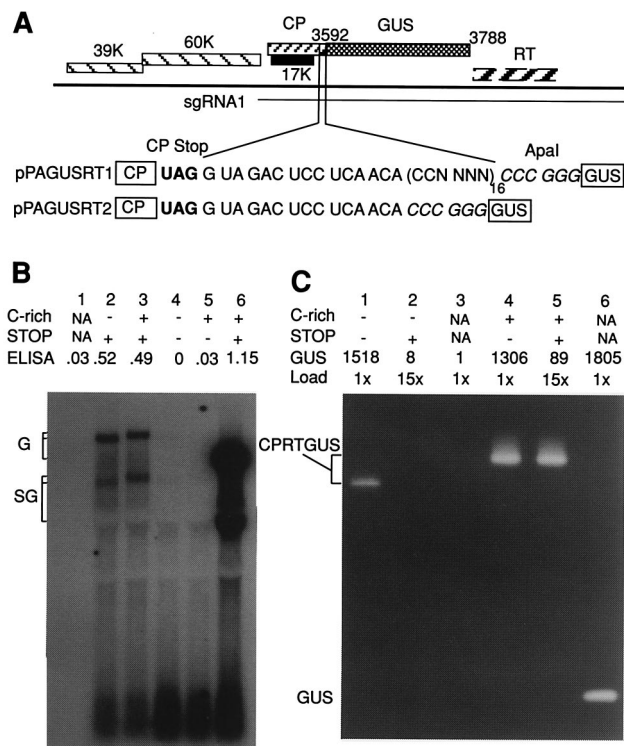 A
39K 60K CP 3592 GUS 3788 RT
17K
sgRNA1
CP Stop ApaI
pPAGUSRT1 CP UAG G UAG ACU UCC UCA ACA (CCN NNN)16 CCC GGG GUS
pPAGUSRT2 CP UAG G UAG ACU UCC UCA ACA CCC GGG GUS
B
1 2 3 4 5 6
C-rich NA - + - + +
STOP NA + + - - +
ELISA .03 .52 .49 0 .03 1.15
G
SG
C
1 2 3 4 5 6
C-rich - - NA + + NA
STOP - + NA - + NA
GUS 1518 8 1 1306 89 1805
Load 1x 15x 1x 1x 15x 1x
CPRTGUS
GUS